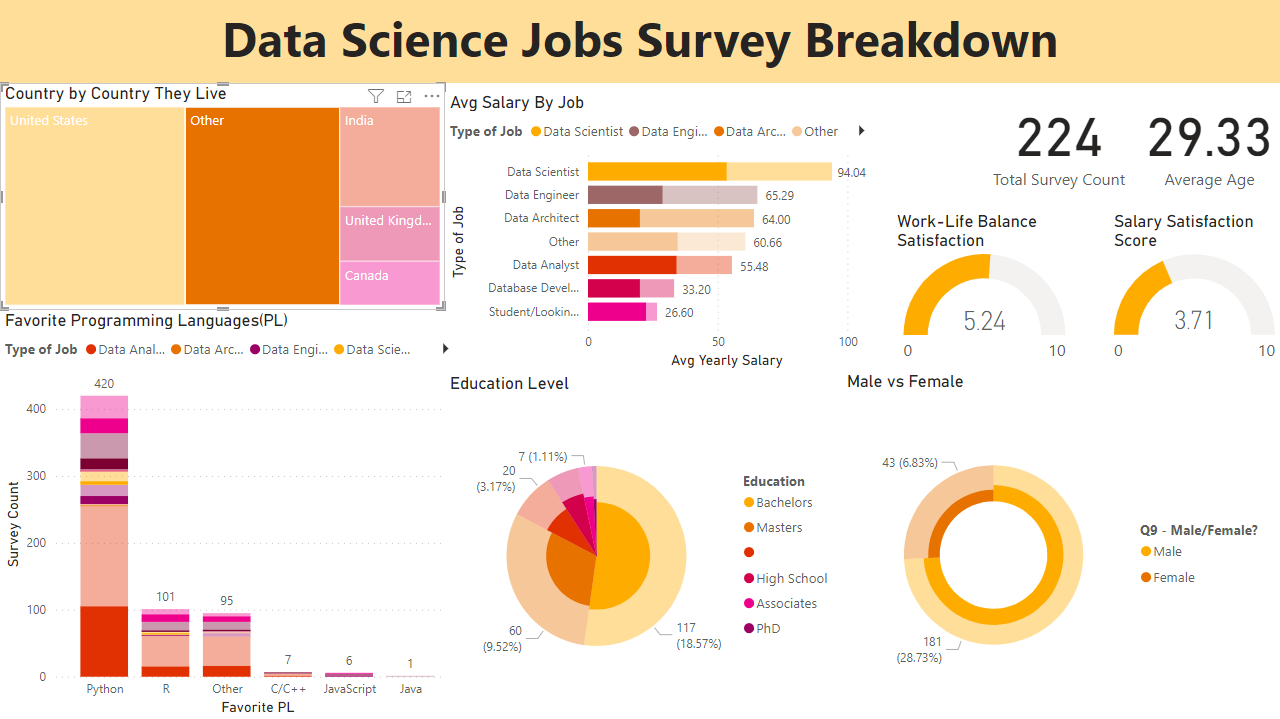 Data Science Jobs Survey Breakdown
Country by Country They Live
United States
Other
India
United Kingd...
Canada
Avg Salary By Job
Type of Job
Data Scientist
Data Engi...
Data Arc...
Other
Type of Job
Data Scientist
94.04
Data Engineer
65.29
Data Architect
64.00
Other
60.66
Data Analyst
55.48
Database Devel...
33.20
Student/Lookin...
26.60
0
50
100
Avg Yearly Salary
224
Total Survey Count
29.33
Average Age
Work-Life Balance
Satisfaction
5.24
0
10
Salary Satisfaction
Score
3.71
0
10
Favorite Programming Languages(PL)
Type of Job
Data Anal...
Data Arc...
Data Engi...
Data Scie...
Survey Count
400
300
200
100
0
420
101
95
7
6
1
Python
R
Other
C/C++
JavaScript
Java
Favorite PL
Education Level
7 (1.11%)
20
(3.17%)
60
(9.52%)
117
(18.57%)
Education
Bachelors
Masters
High School
Associates
PhD
Male vs Female
43 (6.83%)
181
(28.73%)
Q9 - Male/Female?
Male
Female